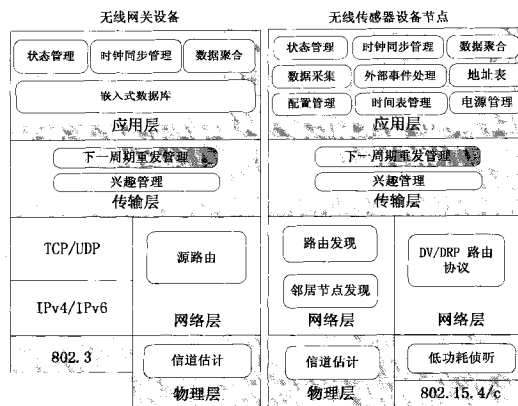 无线网关设备
状态管理
时钟同步管理
数据聚合
嵌入式数据库
应用层
下一周期重发管理
兴趣管理
传输层
TCP/UDP
IPv4/IPv6
802.3
源路由
网络层
信道估计
物理层
无线传感器设备节点
状态管理
时钟同步管理
数据聚合
数据采集
外部事件处理
地址表
配置管理
时间表管理
电源管理
应用层
下一周期重发管理
兴趣管理
传输层
路由发现
邻居节点发现
网络层
DV/DRP 路由
协议
网络层
信道估计
物理层
低功耗侦听
802.15.4/c